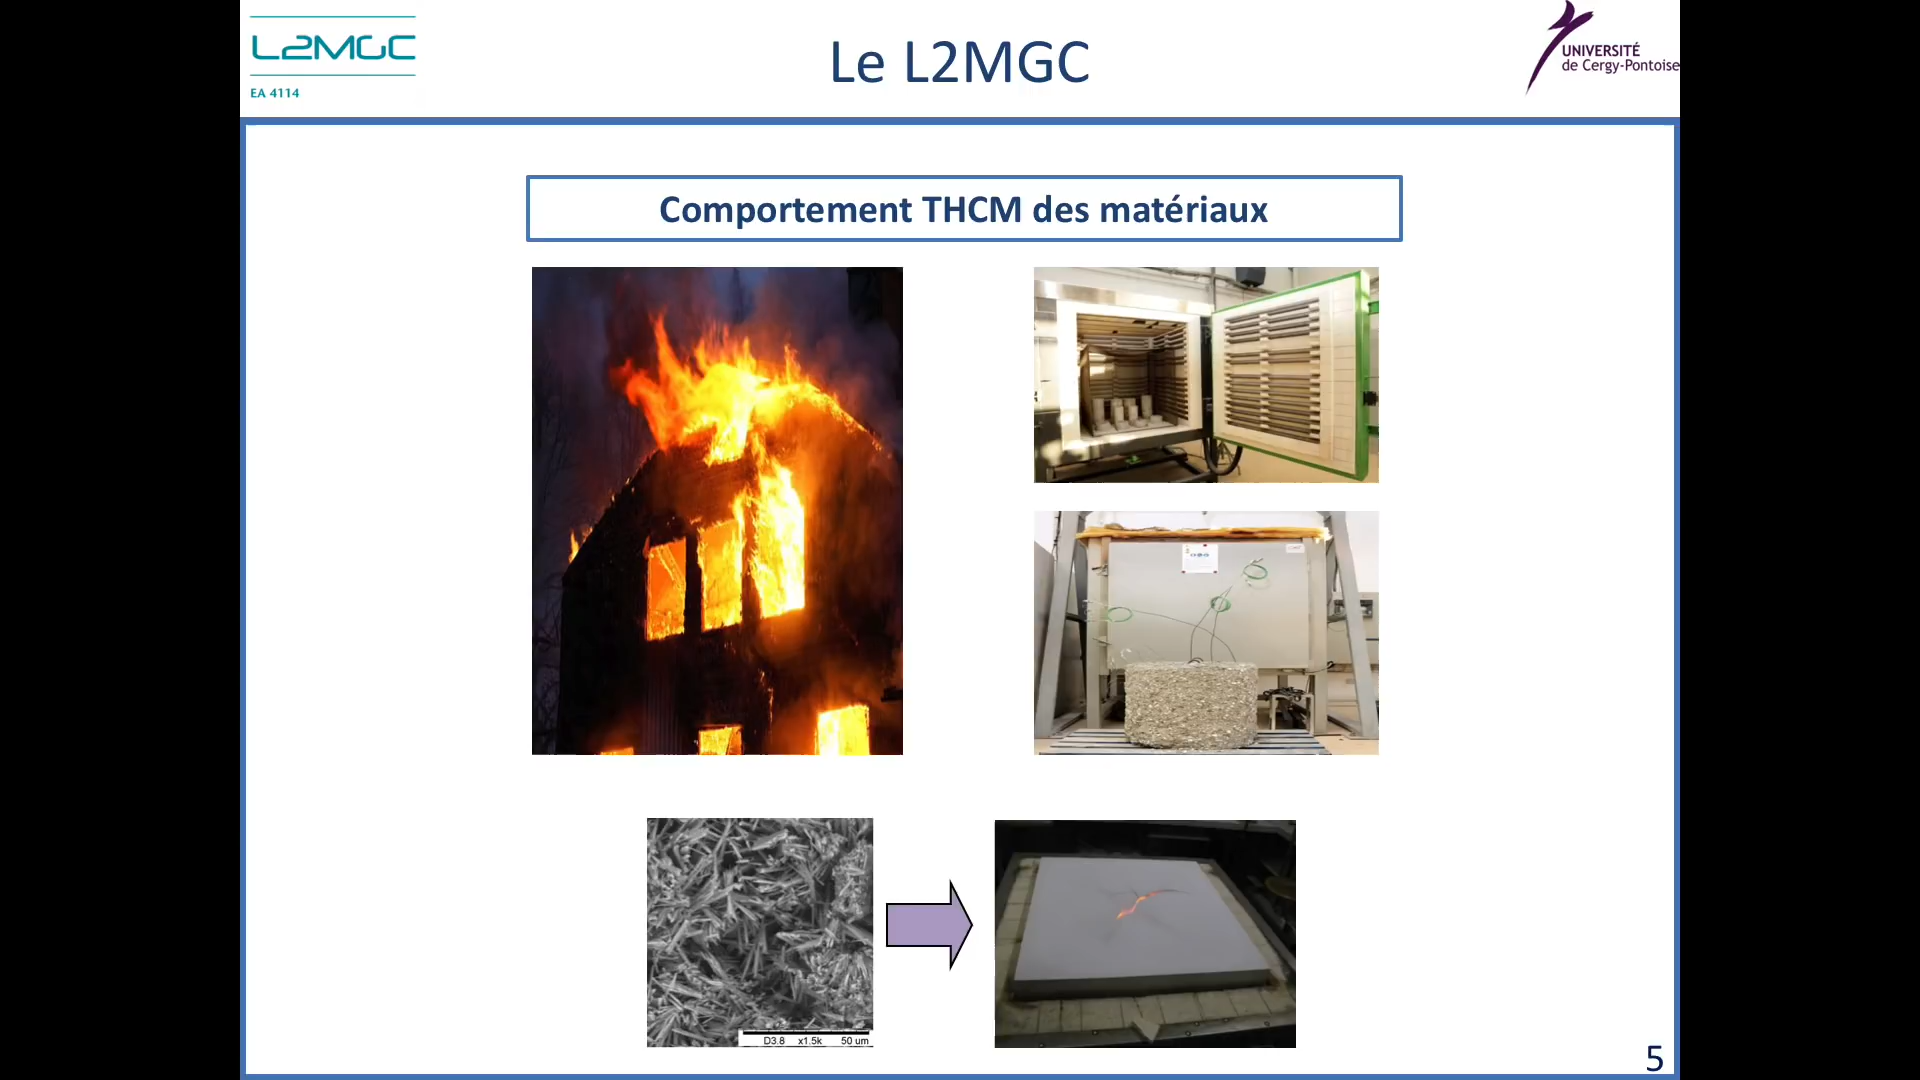 L2MGC
EA 4114
Le L2MGC
UNIVERSITÉ
de Cergy-Pontoise
Comportement THCM des matériaux
D3.8 x1.5k 50 um
5